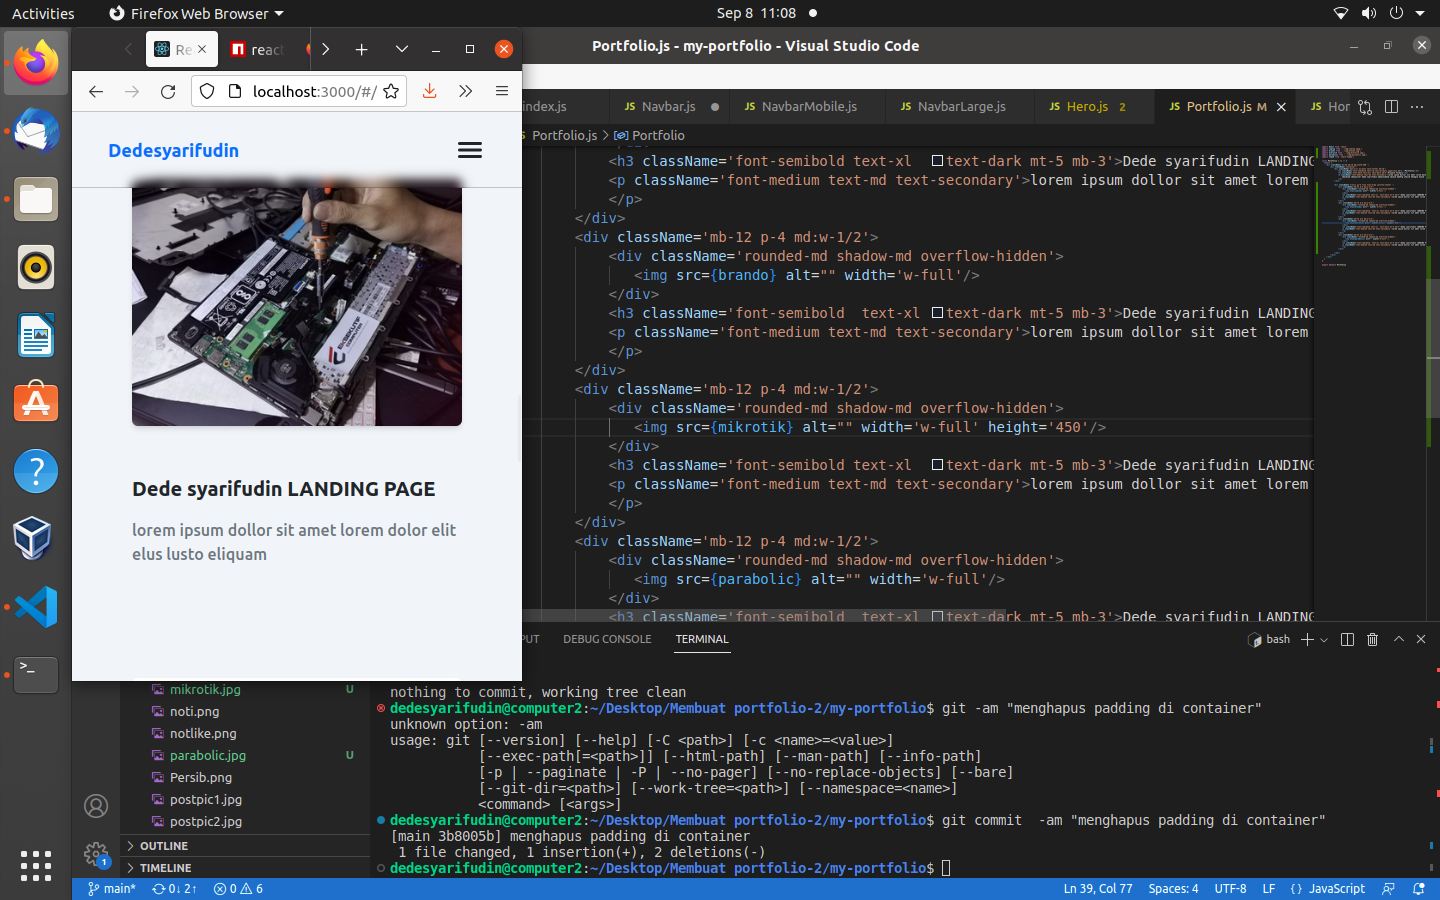 Activities
Firefox Web Browser
Sep 8 11:08
Re
reac
Portfolio.js - my-portfolio - Visual Studio Code
localhost:3000/#/
index.js
JS Navbar.js
JS NavbarMobile.js
JS NavbarLarge.js
JS Hero.js 2
JS Portfolio.js M
JS Hor
Portfolio.js > Portfolio
Dedesyarifudin
<h3 className='font-semibold text-xl text-dark mt-5 mb-3'>Dede syarifudin LANDING
<p className='font-medium text-md text-secondary'>lorem ipsum dollor sit amet lorem
</p>
</div>
<div className='mb-12 p-4 md:w-1/2'>
<div className='rounded-md shadow-md overflow-hidden'>
<img src={brando} alt="" width='w-full'/>
</div>
<h3 className='font-semibold  text-xl text-dark mt-5 mb-3'>Dede syarifudin LANDING
<p className='font-medium text-md text-secondary'>lorem ipsum dollor sit amet lorem
</p>
</div>
<div className='mb-12 p-4 md:w-1/2'>
<div className='rounded-md shadow-md overflow-hidden'>
<img src={mikrotik} alt="" width='w-full' height='450'/>
</div>
<h3 className='font-semibold text-xl text-dark mt-5 mb-3'>Dede syarifudin LANDING
<p className='font-medium text-md text-secondary'>lorem ipsum dollor sit amet lorem
</p>
</div>
<div className='mb-12 p-4 md:w-1/2'>
<div className='rounded-md shadow-md overflow-hidden'>
<img src={parabolic} alt="" width='w-full'/>
</div>
<h3 className='font-semibold  text-xl text-dark mt-5 mb-3'>Dede syarifudin LANDING
Dede syarifudin LANDING PAGE
lorem ipsum dollor sit amet lorem dolor elit
elus lusto eliquam
PUT
DEBUG CONSOLE
TERMINAL
bash
mikrotik.jpg U
noti.png
notlike.png
parabolic.jpg U
Persib.png
postpic1.jpg
postpic2.jpg
OUTLINE
TIMELINE
1
nothing to commit, working tree clean
dedesyarifudin@computer2:~/Desktop/Membuat portfolio-2/my-portfolio$ git -am "menghapus padding di container"
unknown option: -am
usage: git [--version] [--help] [-C <path>] [-c <name>=<value>]
[--exec-path[=<path>]] [--html-path] [--man-path] [--info-path]
[-p | --paginate | -P | --no-pager] [--no-replace-objects] [--bare]
[--git-dir=<path>] [--work-tree=<path>] [--namespace=<name>]
<command> [<args>]
dedesyarifudin@computer2:~/Desktop/Membuat portfolio-2/my-portfolio$ git commit  -am "menghapus padding di container"
[main 3b8005b] menghapus padding di container
1 file changed, 1 insertion(+), 2 deletions(-)
dedesyarifudin@computer2:~/Desktop/Membuat portfolio-2/my-portfolio$
main*
0↓ 2↑
0 6
Ln 39, Col 77
Spaces: 4
UTF-8
LF
{} JavaScript